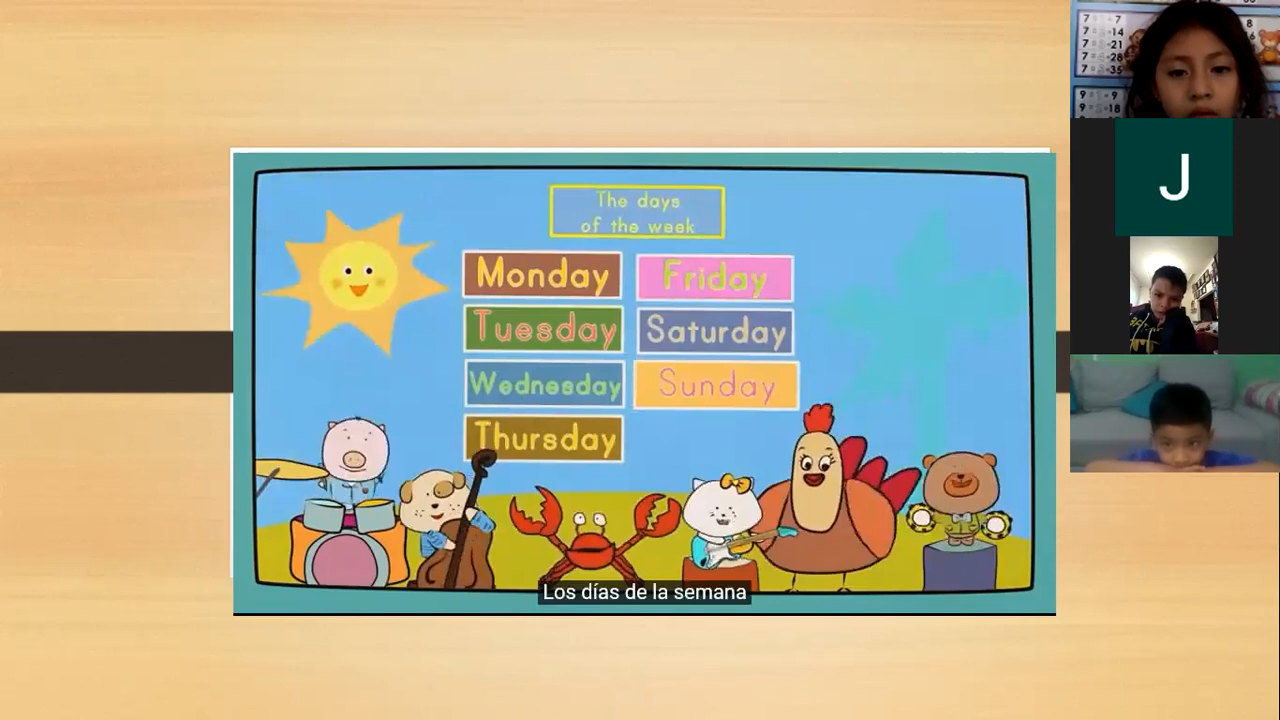 The days
of the week
Monday
Tuesday
Wednesday
Thursday
Friday
Saturday
Sunday
Los días de la semana
J